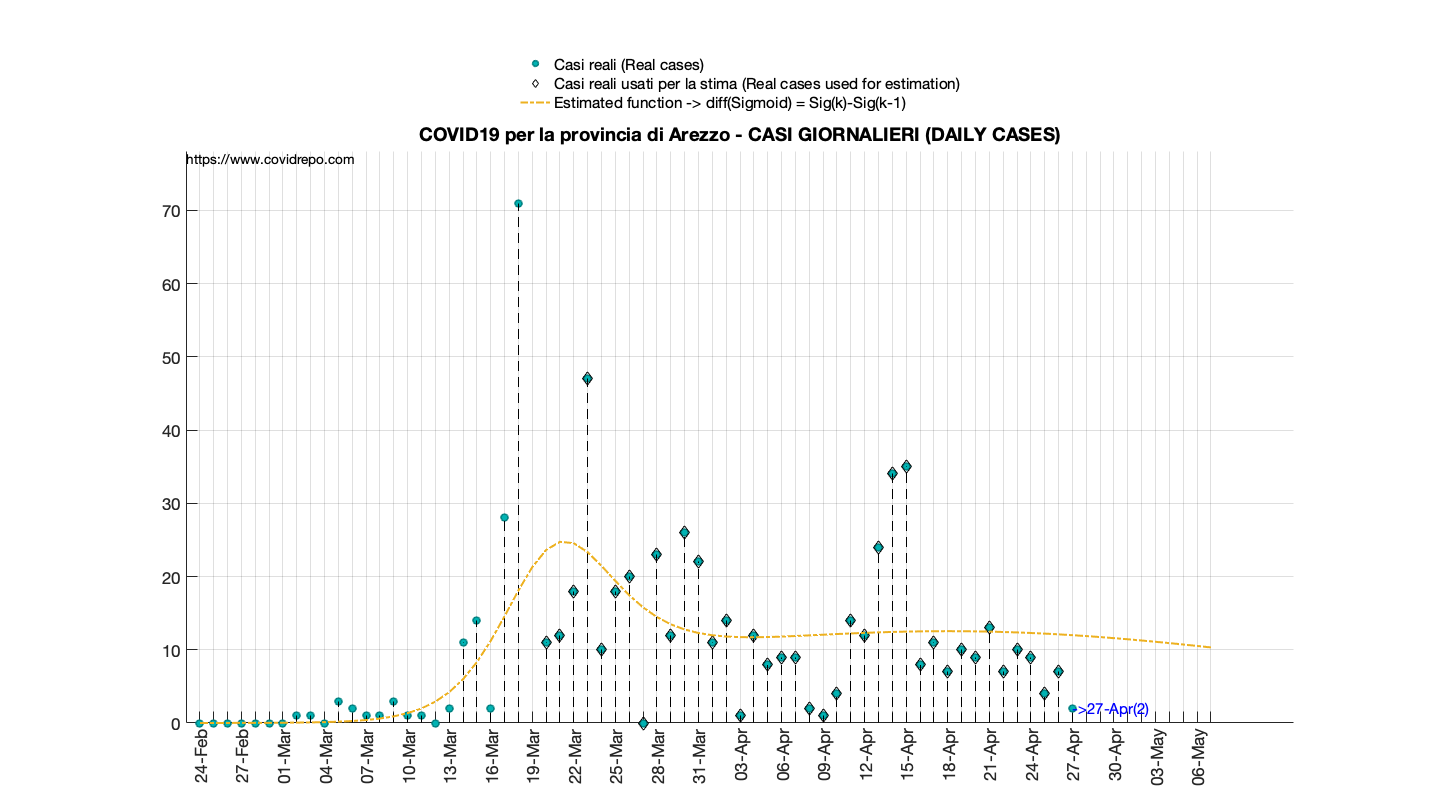 Casi reali (Real cases)
Casi reali usati per la stima (Real cases used for estimation)
Estimated function -> diff(Sigmoid) = Sig(k)-Sig(k-1)
COVID19 per la provincia di Arezzo - CASI GIORNALIERI (DAILY CASES)
https://www.covidrepo.com
70
60
50
40
30
20
10
0
->27-Apr(2)
24-Feb
27-Feb
01-Mar
04-Mar
07-Mar
10-Mar
13-Mar
16-Mar
19-Mar
22-Mar
25-Mar
28-Mar
31-Mar
03-Apr
06-Apr
09-Apr
12-Apr
15-Apr
18-Apr
21-Apr
24-Apr
27-Apr
30-Apr
03-May
06-May